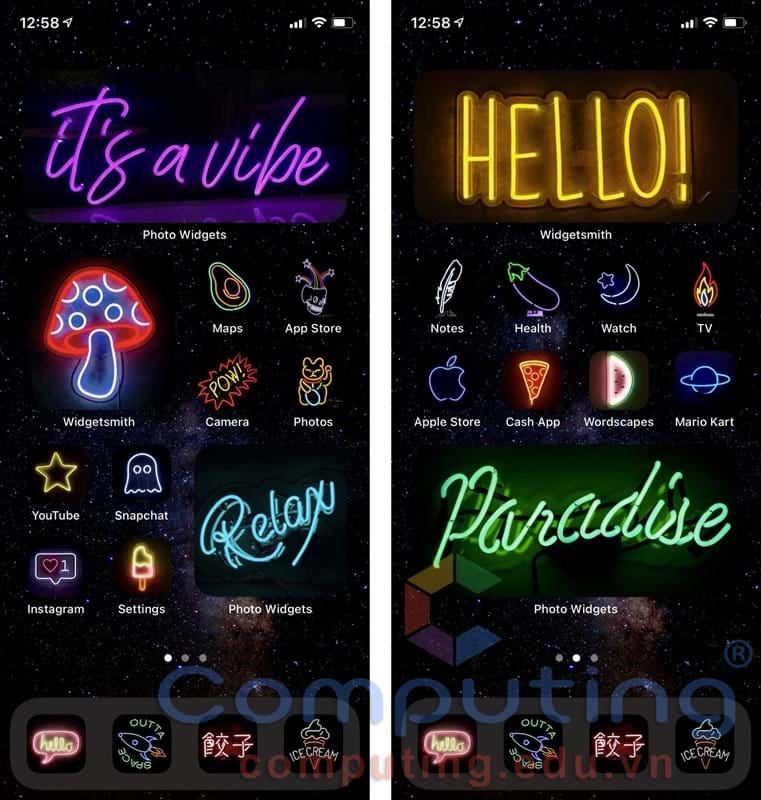 12:58
it's a vibe
Photo Widgets
Widgetsmith
Maps
App Store
POW!
Camera
Photos
YouTube
Snapchat
1
Instagram
Settings
Relax
Photo Widgets
hello
OUTTA
SPACE
餃子
ICE CREAM
12:58
HELLO!
Widgetsmith
Notes
Health
Watch
TV
Apple Store
Cash App
Wordscapes
Mario Kart
Paradise
Photo Widgets
hello
OUTTA
SPACE
餃子
ICE CREAM
Computing®
computing.edu.vn